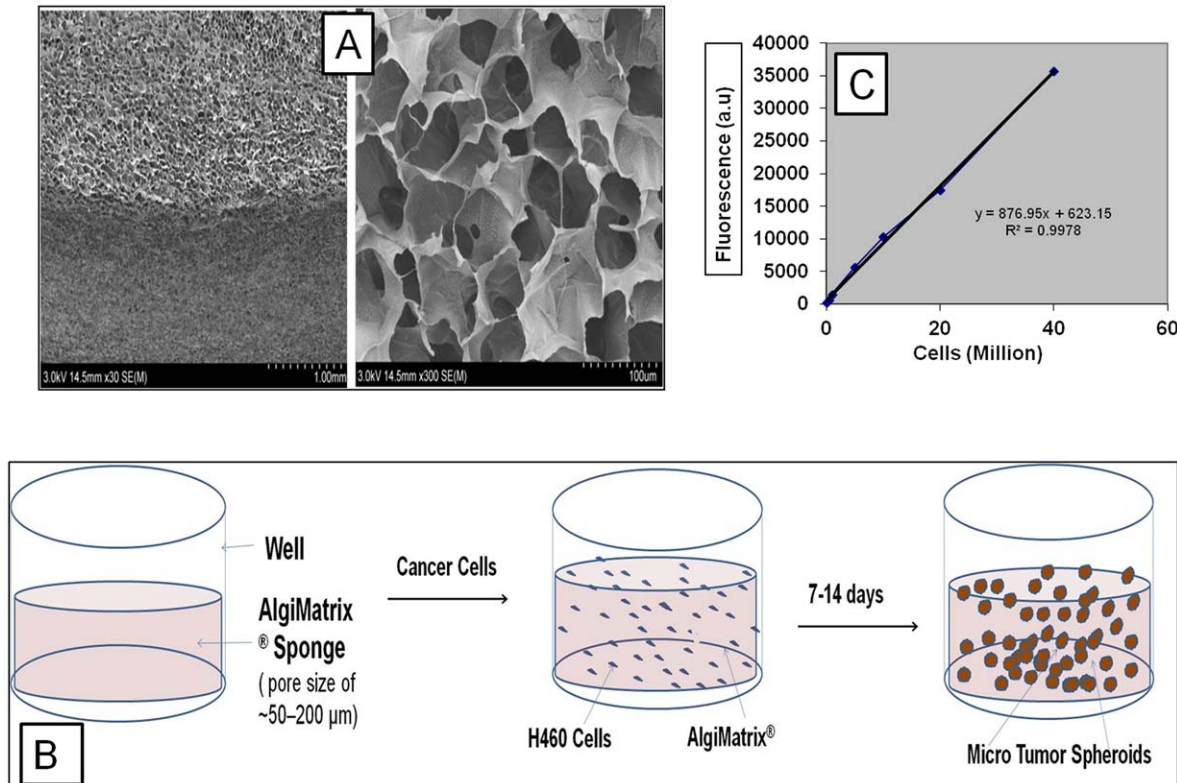 A
3.0kV 14.5mm x30 SE(M)
1.00mm
3.0kV 14.5mm x300 SE(M)
100um
C
Fluorescence (a.u)
40000
35000
30000
25000
20000
15000
10000
5000
0
y = 876.95x + 623.15
R² = 0.9978
0
20
40
60
Cells (Million)
B
Well
AlgiMatrix
® Sponge
( pore size of
~50–200 µm)
Cancer Cells
H460 Cells
AlgiMatrix®
7-14 days
Micro Tumor Spheroids